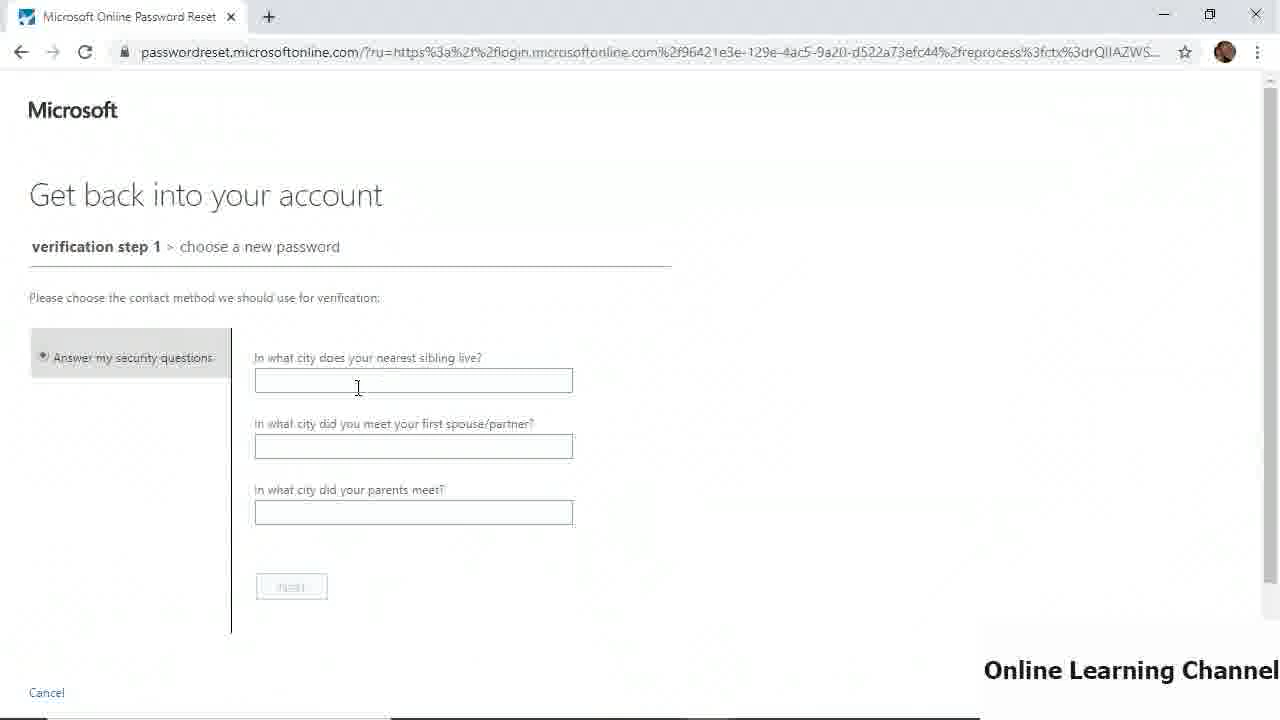 Microsoft Online Password Reset
passwordreset.microsoftonline.com/?ru=https%3a%2f%2flogin.microsoftonline.com%2f96421e3e-129e-4ac5-9a20-d522a73efc44%2freprocess%3fctx%3drQIIAZWS...
Microsoft
Get back into your account
verification step 1 > choose a new password
Please choose the contact method we should use for verification:
Answer my security questions
In what city does your nearest sibling live?
In what city did you meet your first spouse/partner?
In what city did your parents meet?
Next
Online Learning Channel
Cancel